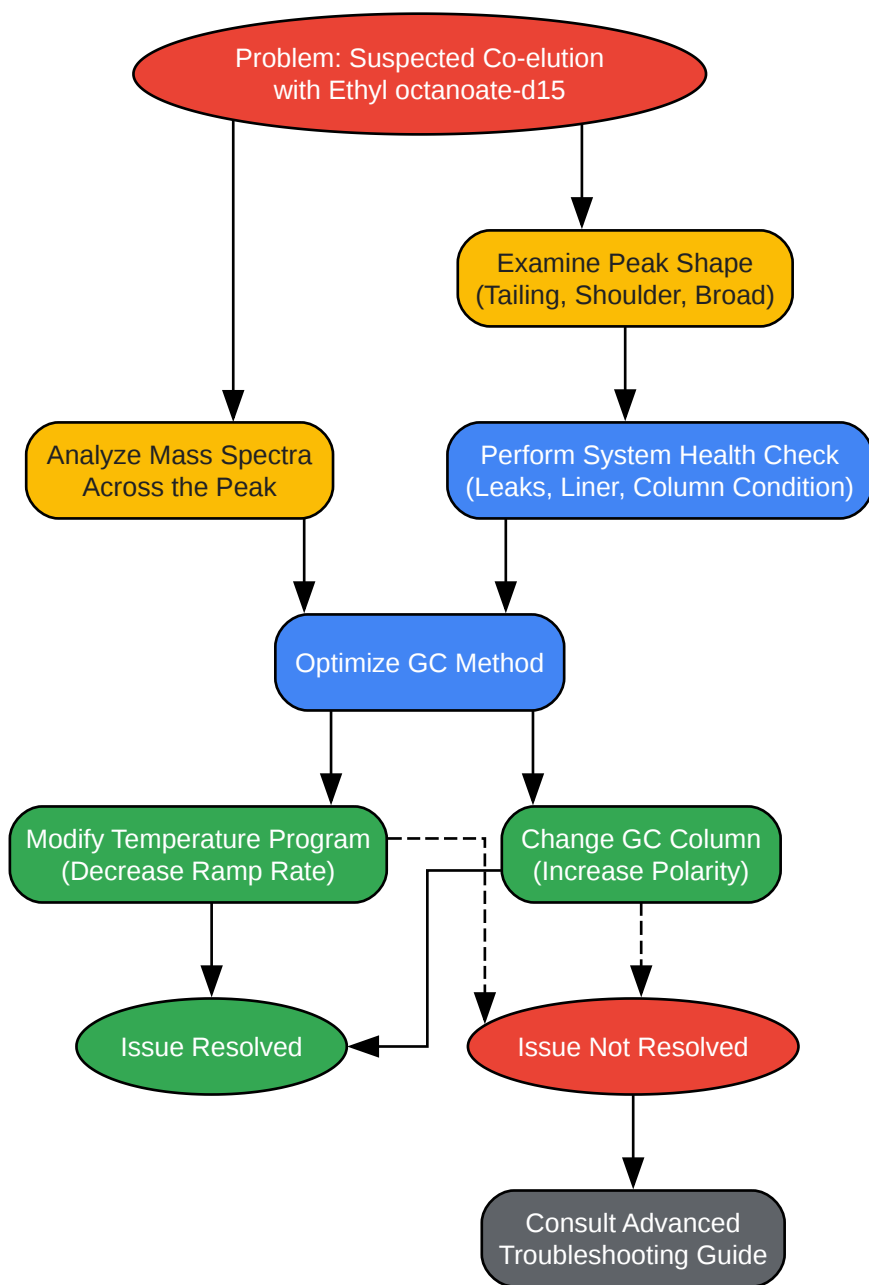 Problem: Suspected Co-elution
with Ethyl octanoate-d15
Examine Peak Shape
(Tailing, Shoulder, Broad)
Analyze Mass Spectra
Across the Peak
Perform System Health Check
(Leaks, Liner, Column Condition)
Optimize GC Method
Modify Temperature Program
(Decrease Ramp Rate)
Change GC Column
(Increase Polarity)
Issue Resolved
Issue Not Resolved
Consult Advanced
Troubleshooting Guide